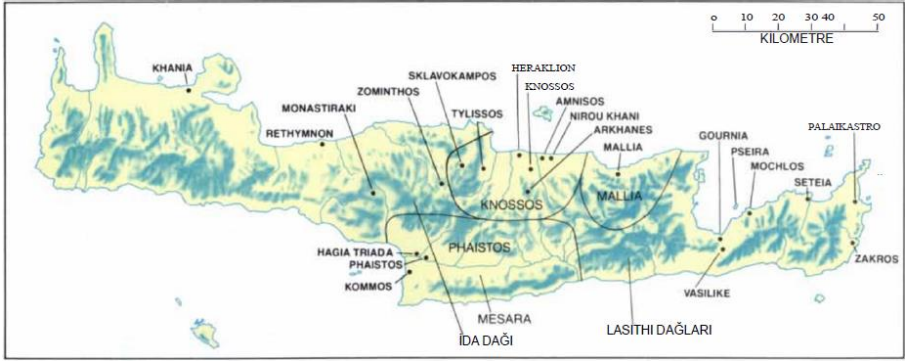 0 10 20 30 40 50
KILOMETRE
KHANIA
RETHYMNON
MONASTIRAKI
ZOMINTHOS
SKLAVOKAMPOS
TYLISSOS
HERAKLION
KNOSSOS
AMNISOS
NIROU KHANI
ARKHANES
MALLIA
GOURNIA
PSEIRA
MOCHLOS
SETEIA
PALAIKASTRO
KNOSSOS
MALLIA
PHAISTOS
HAGIA TRIADA
PHAISTOS
KOMMOS
MESARA
İDA DAĞI
LASITHI DAĞLARI
VASILIKE
ZAKROS